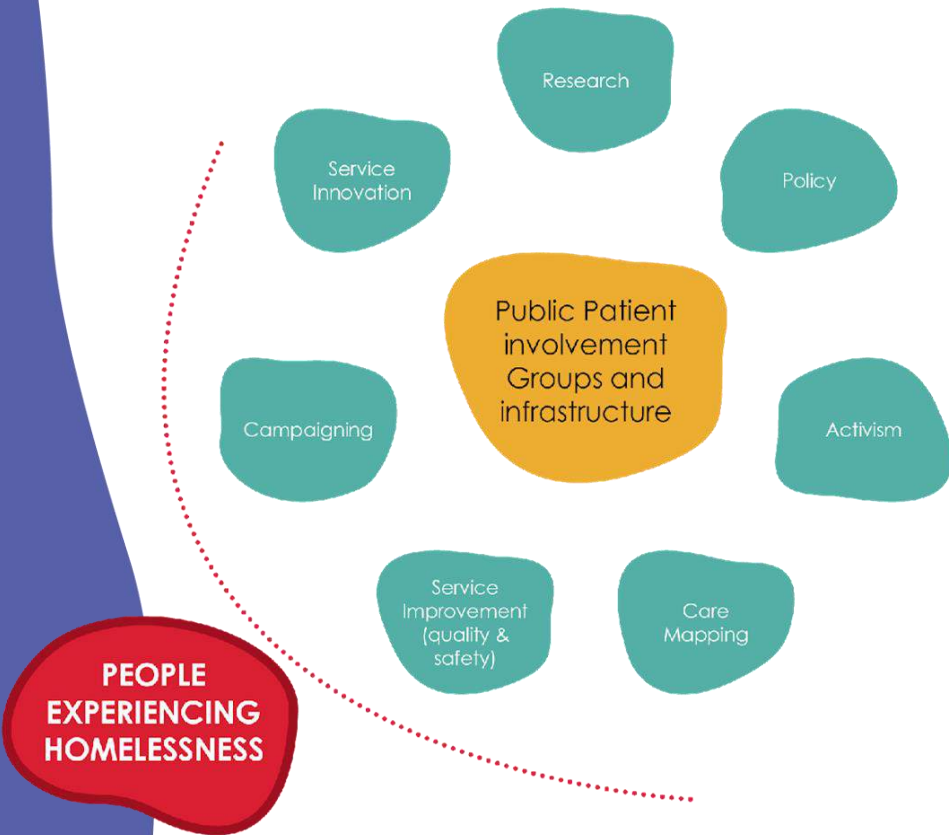 Research
Service
Innovation
Policy
Public Patient
involvement
Groups and
infrastructure
Campaigning
Activism
Service
Improvement
(quality &
safety)
Care
Mapping
PEOPLE
EXPERIENCING
HOMELESSNESS